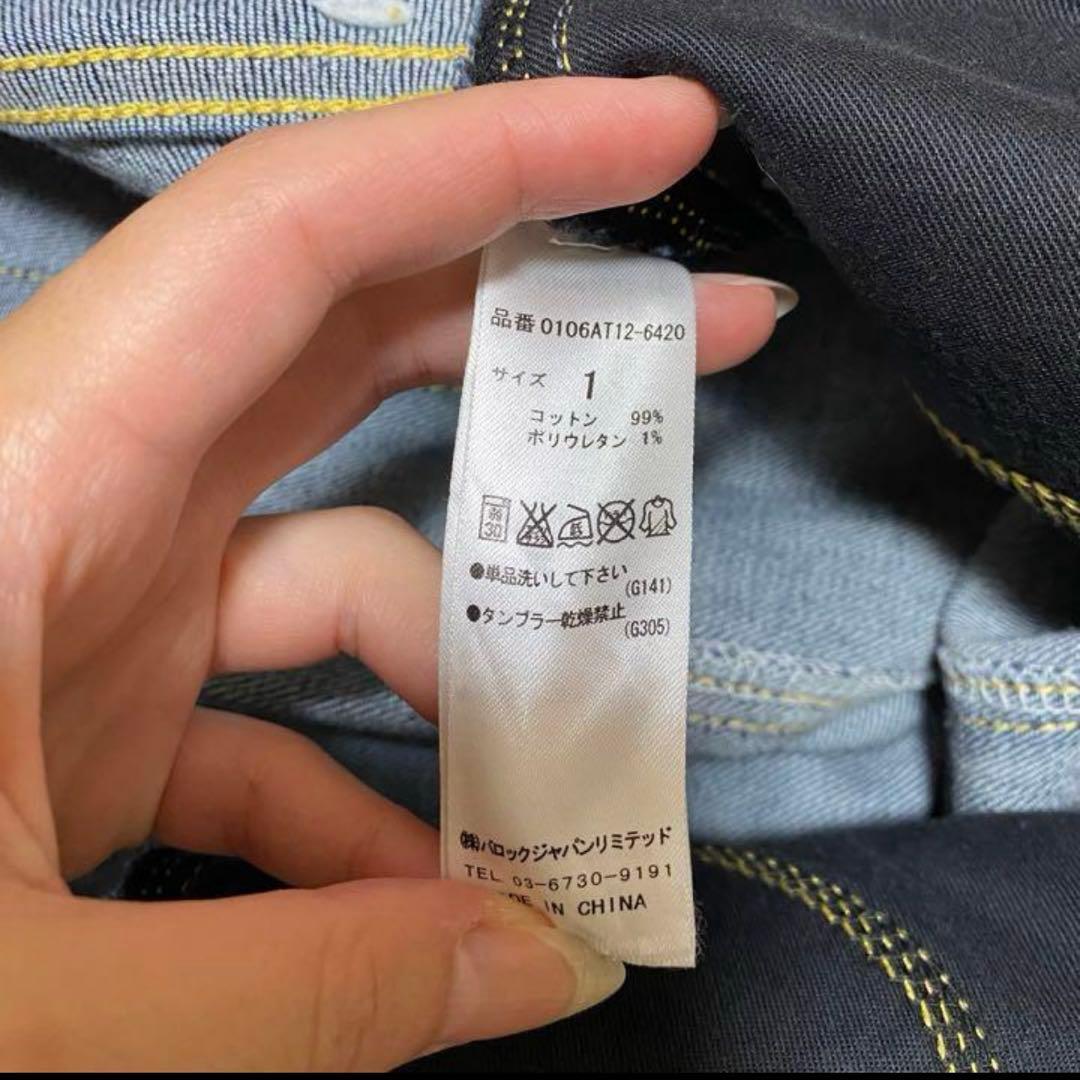 品番 0106AT12-6420
サイズ 1
コットン 99%
ポリウレタン 1%
弱 30 低
●単品洗いして下さい (G141)
●タンブラー乾燥禁止 (G305)
(株)バロックジャパンリミテッド
TEL 03-6730-9191
DE IN CHINA